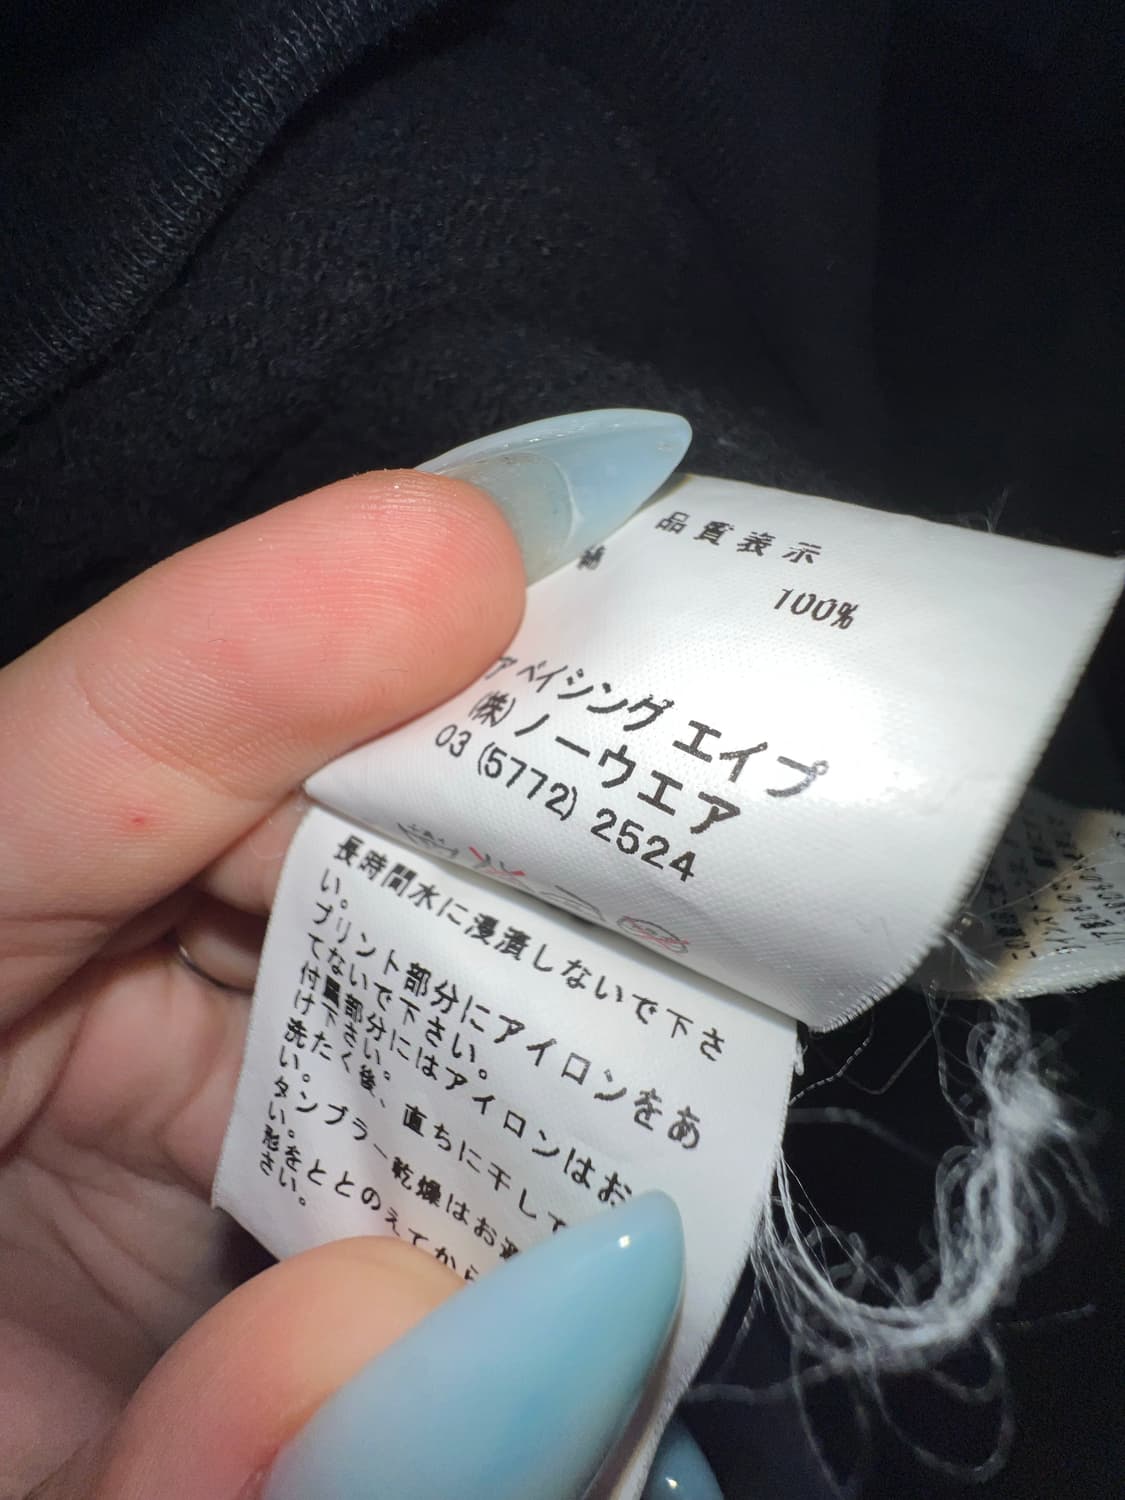 品質表示
綿 100%
ア ベイシング エイプ
(株) ノーウエア
03 (5772) 2524
長時間水に浸漬しないで下さ
い。
プリント部分にアイロンをあ
てないで下さい。
付属部分にはアイロンはお
け下さい。
洗たく後、直ちに干して
い。
タンブラー乾燥はお避
い。
形をととのえてから
さい。